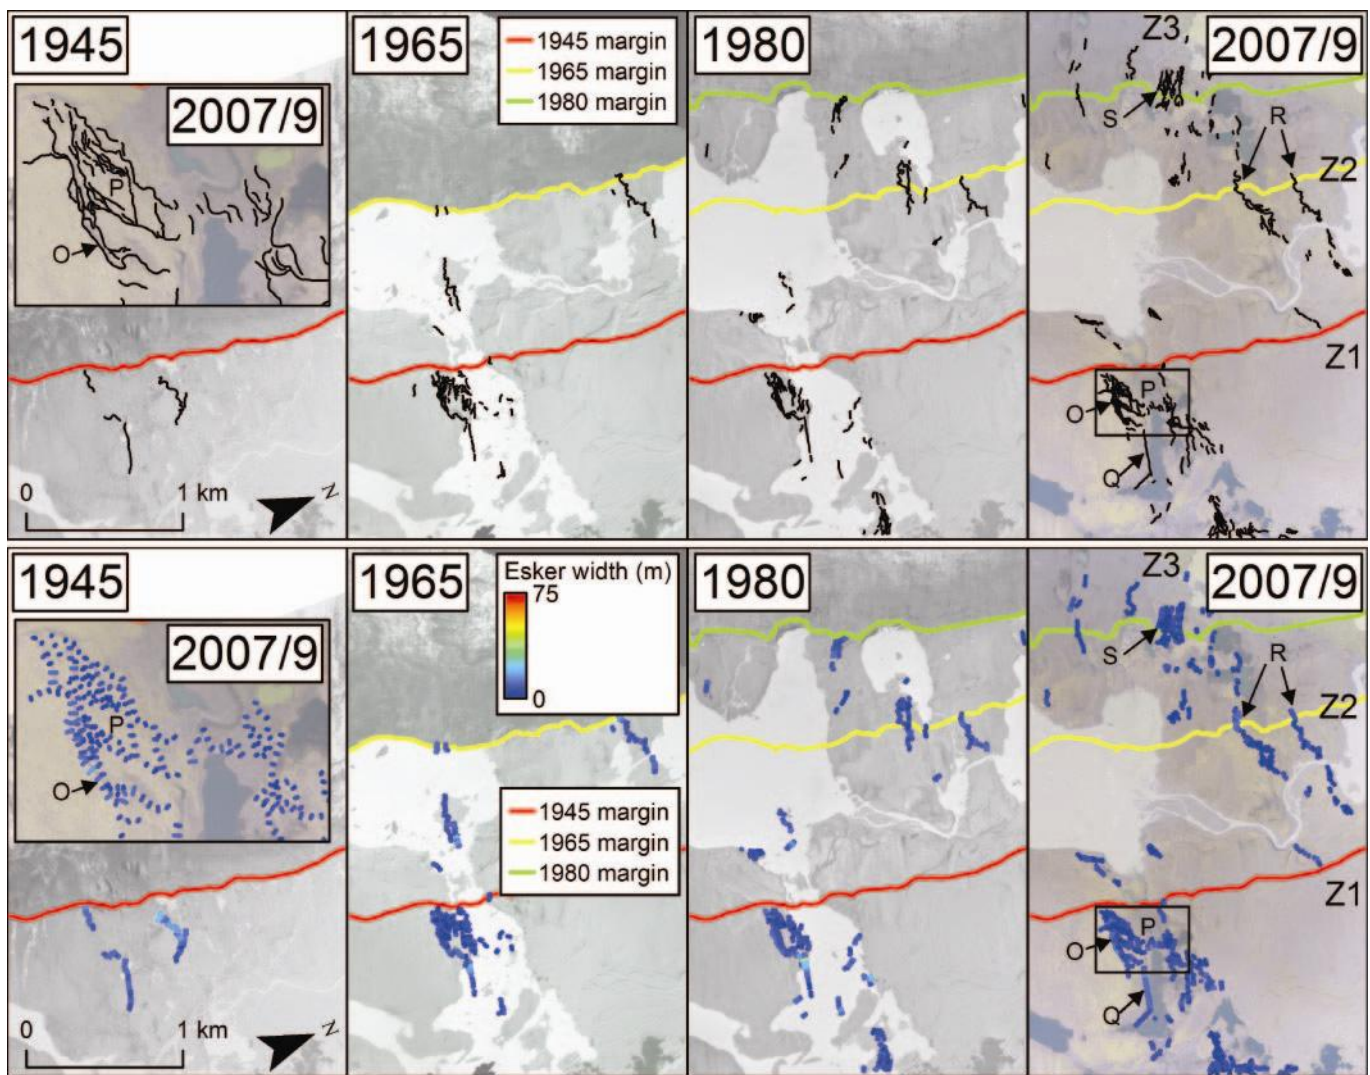 1945
2007/9
P
O
0
1 km
N
1965
1945 margin
1965 margin
1980 margin
1980
Z3
2007/9
S
R
Z2
Z1
P
O
Q
1945
2007/9
P
O
0
1 km
N
1965
Esker width (m)
75
0
1945 margin
1965 margin
1980 margin
1980
Z3
2007/9
S
R
Z2
Z1
P
O
Q